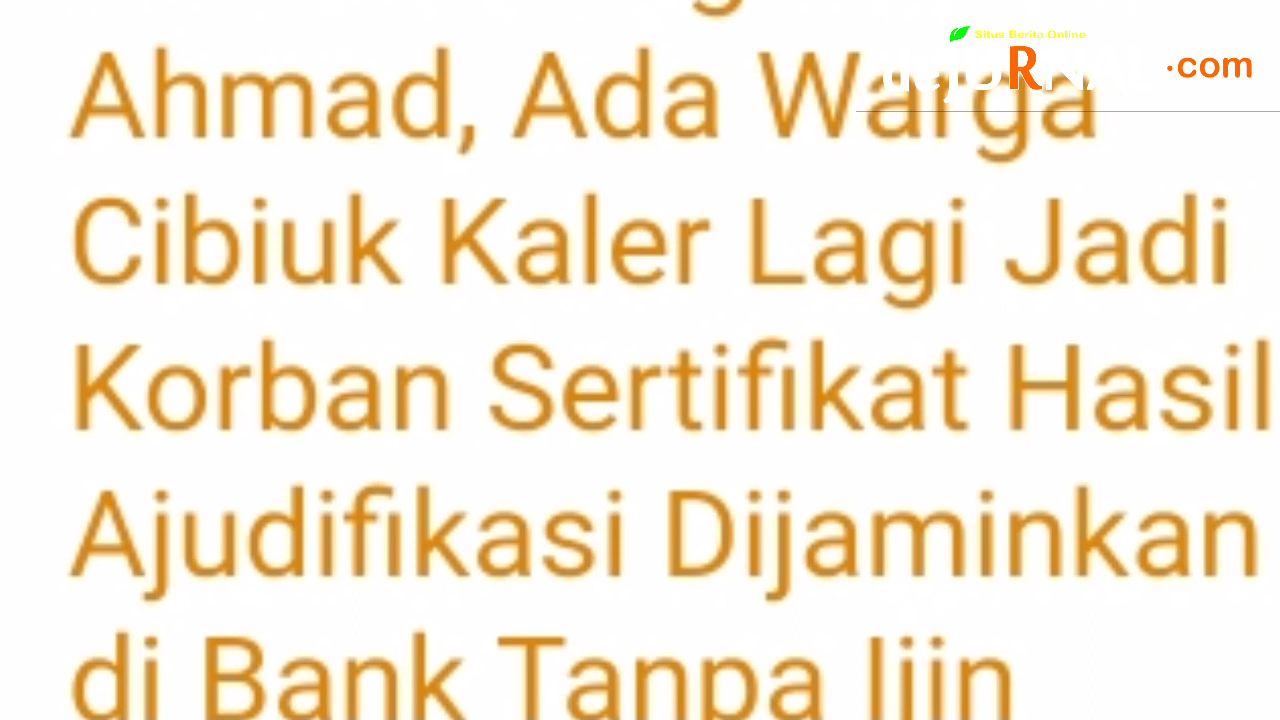 Situs Berita Online
dejURNAL.com
Ahmad, Ada Warga
Cibiuk Kaler Lagi Jadi
Korban Sertifikat Hasil
Ajudifikasi Dijaminkan
di Bank Tanpa Ijin